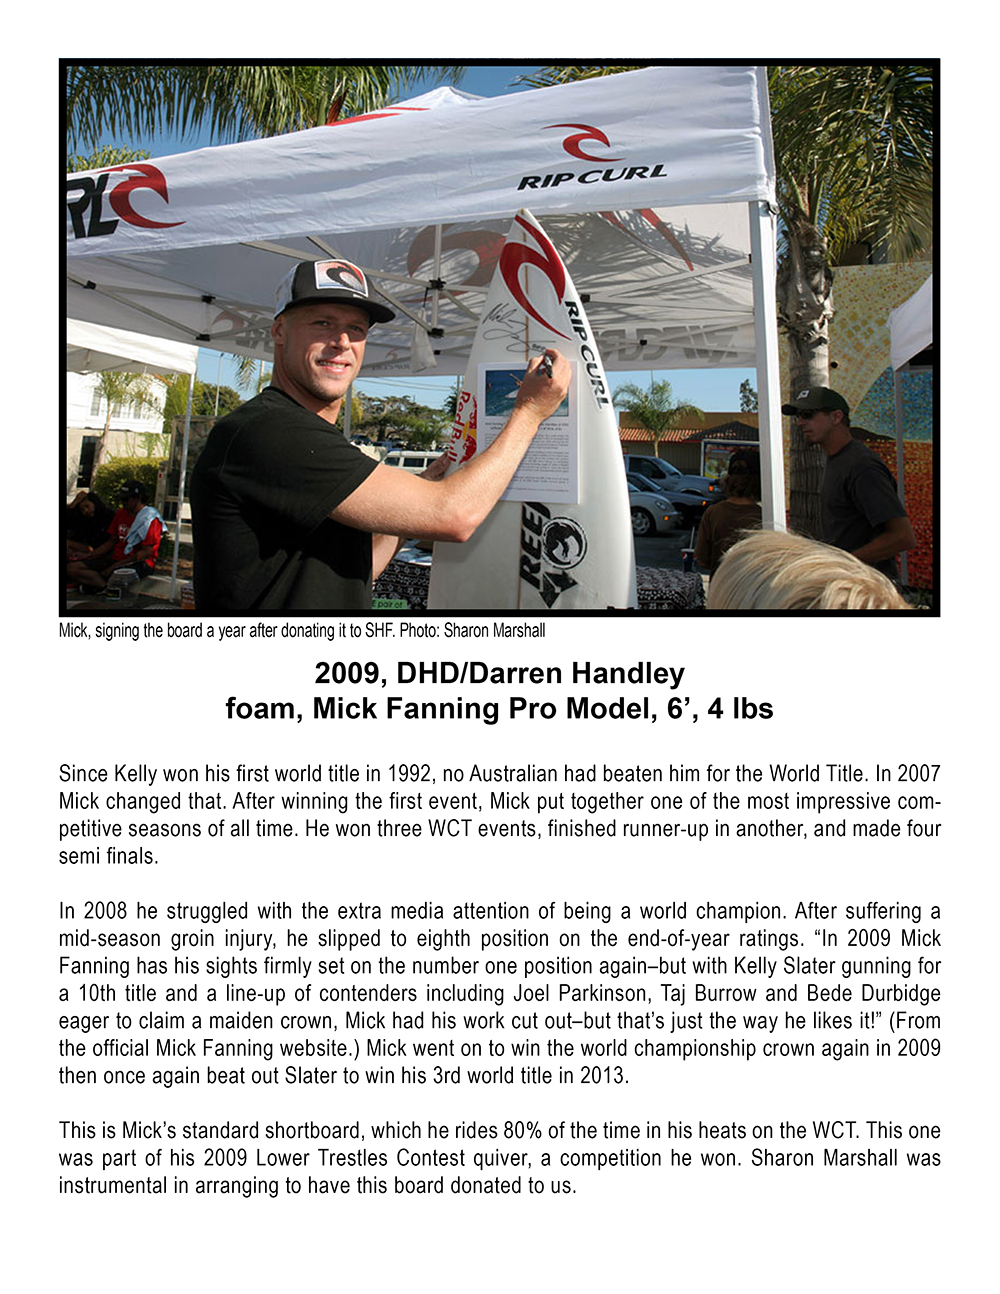 RIP CURL
RL
RIP CURL
Red Bull
REEF
e pair of
Mick, signing the board a year after donating it to SHF. Photo: Sharon Marshall
2009, DHD/Darren Handley
foam, Mick Fanning Pro Model, 6’, 4 lbs
Since Kelly won his first world title in 1992, no Australian had beaten him for the World Title. In 2007
Mick changed that. After winning the first event, Mick put together one of the most impressive com-
petitive seasons of all time. He won three WCT events, finished runner-up in another, and made four
semi finals.
In 2008 he struggled with the extra media attention of being a world champion. After suffering a
mid-season groin injury, he slipped to eighth position on the end-of-year ratings. “In 2009 Mick
Fanning has his sights firmly set on the number one position again–but with Kelly Slater gunning for
a 10th title and a line-up of contenders including Joel Parkinson, Taj Burrow and Bede Durbidge
eager to claim a maiden crown, Mick had his work cut out–but that’s just the way he likes it!” (From
the official Mick Fanning website.) Mick went on to win the world championship crown again in 2009
then once again beat out Slater to win his 3rd world title in 2013.
This is Mick’s standard shortboard, which he rides 80% of the time in his heats on the WCT. This one
was part of his 2009 Lower Trestles Contest quiver, a competition he won. Sharon Marshall was
instrumental in arranging to have this board donated to us.